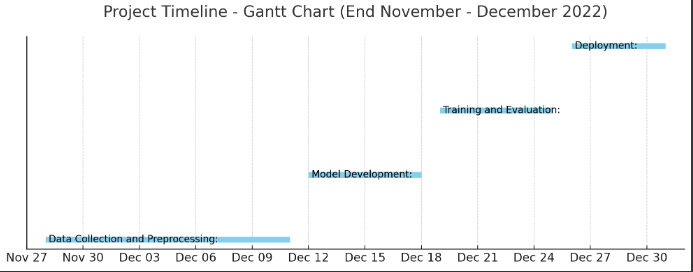 Project Timeline - Gantt Chart (End November - December 2022)
Deployment:
Training and Evaluation:
Model Development:
Data Collection and Preprocessing:
Nov 27 Nov 30 Dec 03 Dec 06 Dec 09 Dec 12 Dec 15 Dec 18 Dec 21 Dec 24 Dec 27 Dec 30